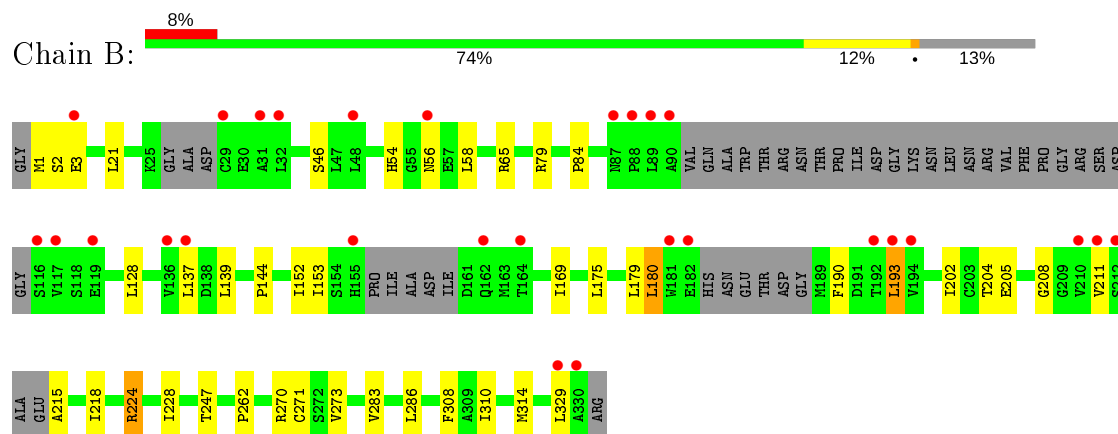 8%
Chain B:
74% 12% • 13%
GLY M1 S2 E3 L21 K25 GLY ALA ASP C29 E30 A31 L32 S46 L47 L48 H54 G55 N56 E57 L58 R65 R79 P84 N87 P88 L89 A90 VAL GLN ALA TRP THR THR ARG ASN THR PRO ILE ASP GLY LYS ASN LEU ASN ARG VAL PHE PRO GLY ARG SER ASP
GLY S116 V117 S118 E119 L128 V136 L137 D138 L139 P144 I152 I153 S154 H155 PRO ILE ALA ASP ILE D161 Q162 M163 T164 I169 L175 L179 L180 W181 E182 HIS ASN GLU THR ASP GLY M189 F190 D191 T192 L193 V194 I202 C203 T204 E205 G208 G209 V210 V211 S212
ALA GLU A215 I218 R224 I228 T247 P262 R270 C271 S272 V273 V283 L286 F308 A309 I310 M314 L329 A330 ARG